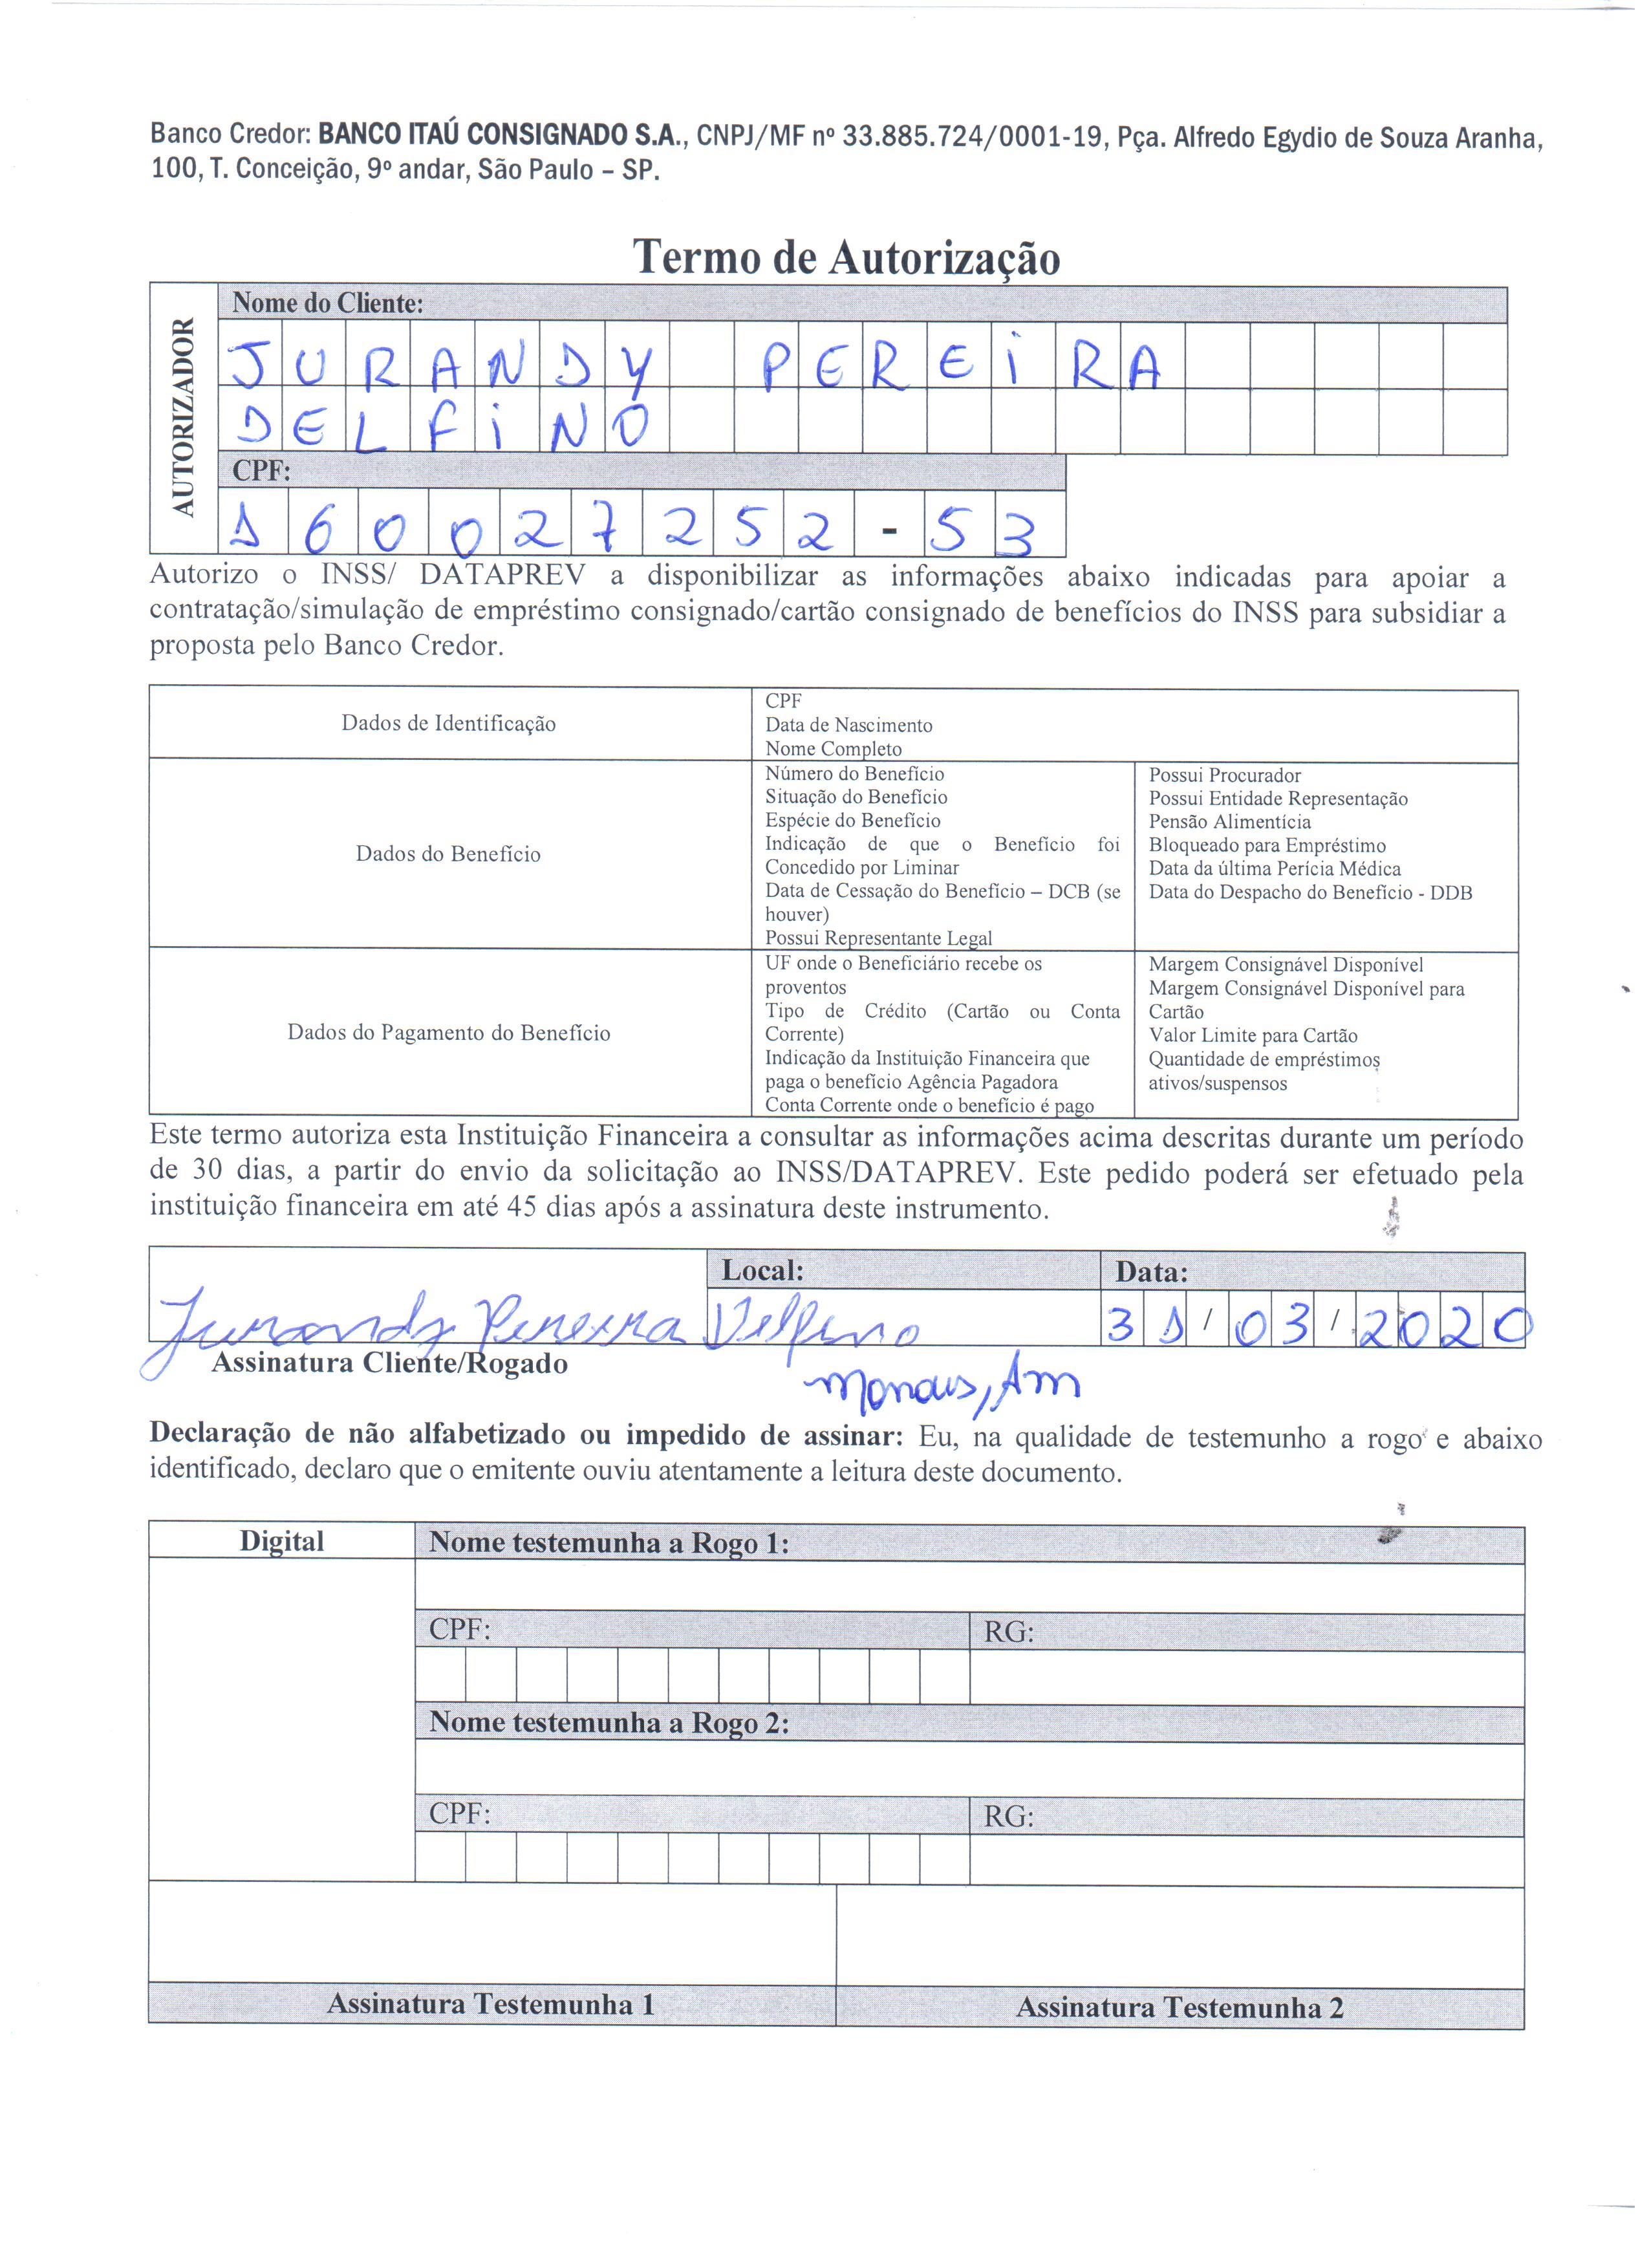 Banco Credor: BANCO ITAÚ CONSIGNADO S.A., CNPJ/MF nº 33.885.724/0001-19, Pça. Alfredo Egydio de Souza Aranha,
100, T. Conceição, 9º andar, São Paulo – SP.
Termo de Autorização
AUTORIZADOR
Nome do Cliente:
JURANDY PEREIRA
DELFINO
CPF:
160027252-53
Autorizo o INSS/ DATAPREV a disponibilizar as informações abaixo indicadas para apoiar a
contratação/simulação de empréstimo consignado/cartão consignado de benefícios do INSS para subsidiar a
proposta pelo Banco Credor.
Dados de Identificação
CPF
Data de Nascimento
Nome Completo
Dados do Benefício
Número do Benefício
Situação do Benefício
Espécie do Benefício
Indicação de que o Benefício foi
Concedido por Liminar
Data de Cessação do Benefício – DCB (se
houver)
Possui Representante Legal
Possui Procurador
Possui Entidade Representação
Pensão Alimentícia
Bloqueado para Empréstimo
Data da última Perícia Médica
Data do Despacho do Benefício - DDB
Dados do Pagamento do Benefício
UF onde o Beneficiário recebe os
proventos
Tipo de Crédito (Cartão ou Conta
Corrente)
Indicação da Instituição Financeira que
paga o benefício Agência Pagadora
Conta Corrente onde o benefício é pago
Margem Consignável Disponível
Margem Consignável Disponível para
Cartão
Valor Limite para Cartão
Quantidade de empréstimos
ativos/suspensos
Este termo autoriza esta Instituição Financeira a consultar as informações acima descritas durante um período
de 30 dias, a partir do envio da solicitação ao INSS/DATAPREV. Este pedido poderá ser efetuado pela
instituição financeira em até 45 dias após a assinatura deste instrumento.
Local:
Data:
Jurandy Pereira Delfino
31/03/2020
Assinatura Cliente/Rogado
Manaus, Am
Declaração de não alfabetizado ou impedido de assinar: Eu, na qualidade de testemunho a rogo e abaixo
identificado, declaro que o emitente ouviu atentamente a leitura deste documento.
Digital
Nome testemunha a Rogo 1:
CPF:
RG:
Nome testemunha a Rogo 2:
CPF:
RG:
Assinatura Testemunha 1
Assinatura Testemunha 2